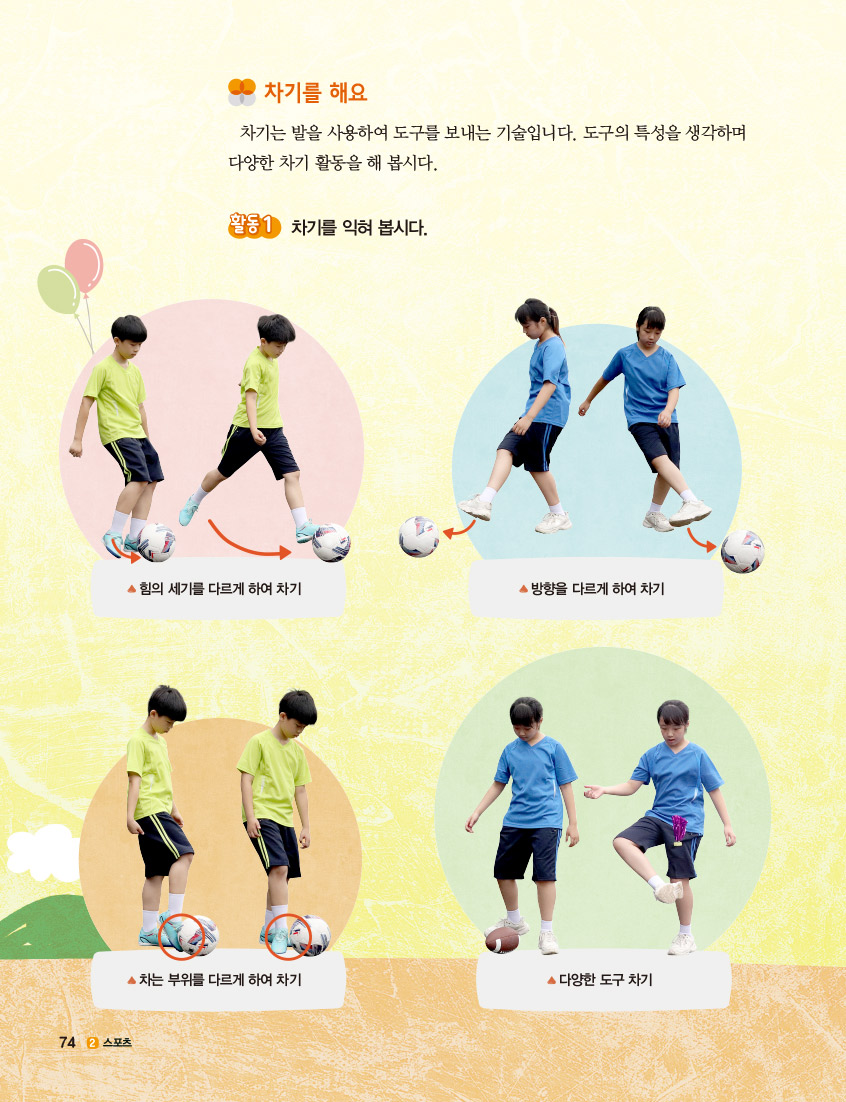 차기를 해요
차기는 발을 사용하여 도구를 보내는 기술입니다. 도구의 특성을 생각하며
다양한 차기 활동을 해 봅시다.
활동 1 차기를 익혀 봅시다.
▲ 힘의 세기를 다르게 하여 차기
▲ 방향을 다르게 하여 차기
▲ 차는 부위를 다르게 하여 차기
▲ 다양한 도구 차기
74 2 스포츠